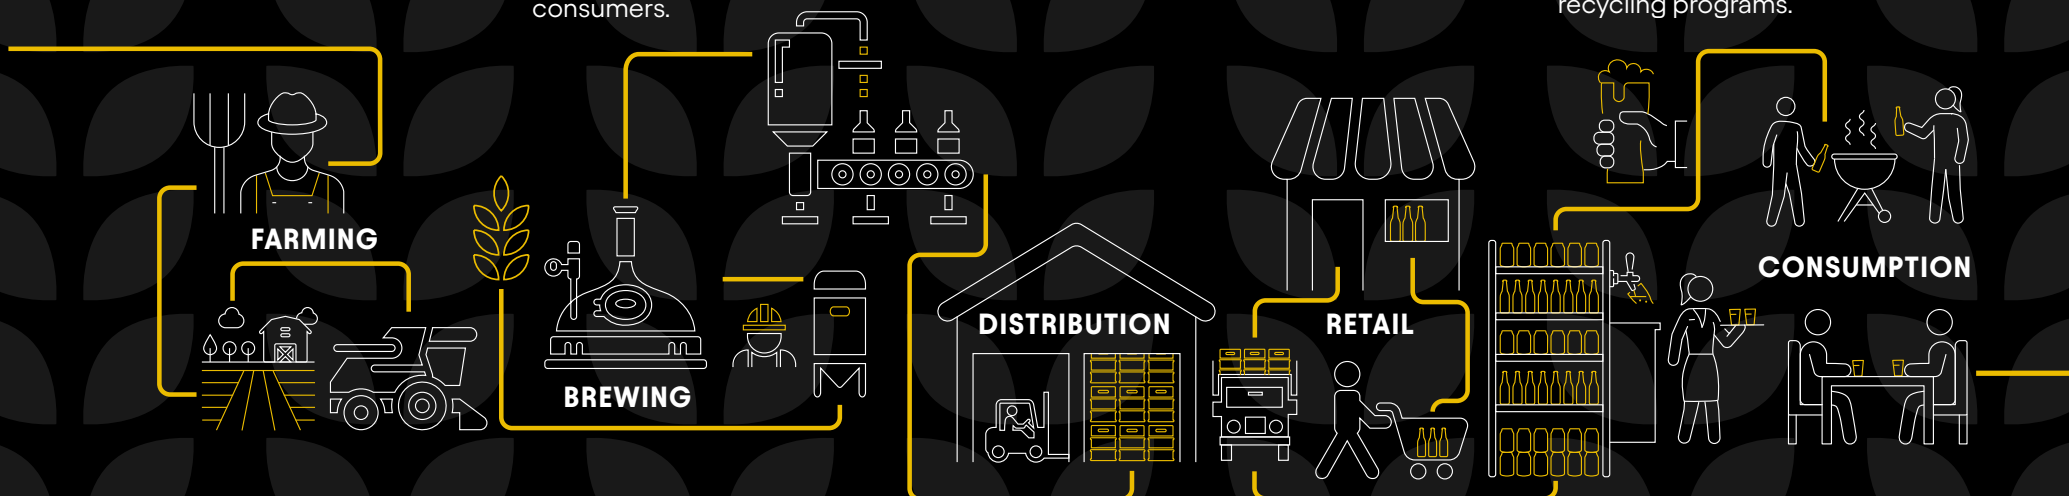 consumers.
recycling programs.
FARMING
BREWING
DISTRIBUTION
RETAIL
CONSUMPTION